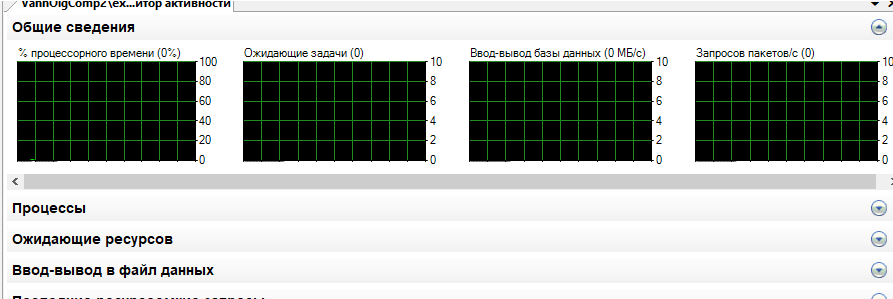 VannOlgComp2\ex...итор активности
Общие сведения
% процессорного времени (0%)
Ожидающие задачи (0)
Ввод-вывод базы данных (0 МБ/с)
Запросов пакетов/с (0)
100
80
60
40
20
0
10
8
6
4
2
0
10
8
6
4
2
0
10
8
6
4
2
0
Процессы
Ожидающие ресурсов
Ввод-вывод в файл данных